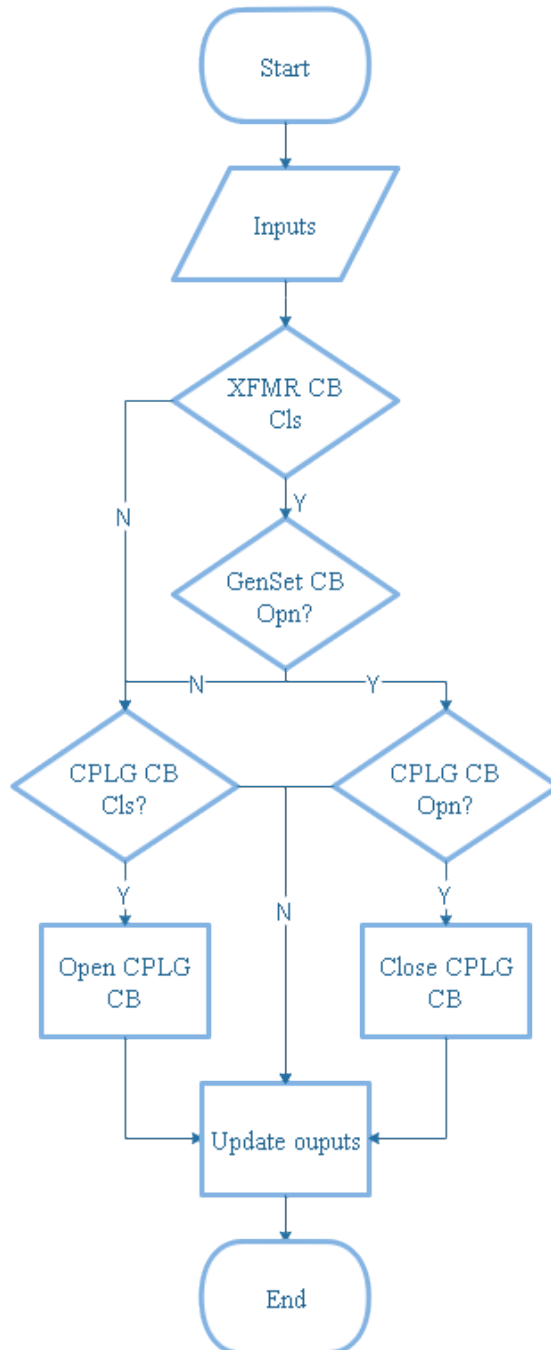 Start
Inputs
XFMR CB
Cls
N
Y
GenSet CB
Opn?
N
Y
CPLG CB
Cls?
CPLG CB
Opn?
Y
N
Y
Open CPLG
CB
Close CPLG
CB
Update ouputs
End